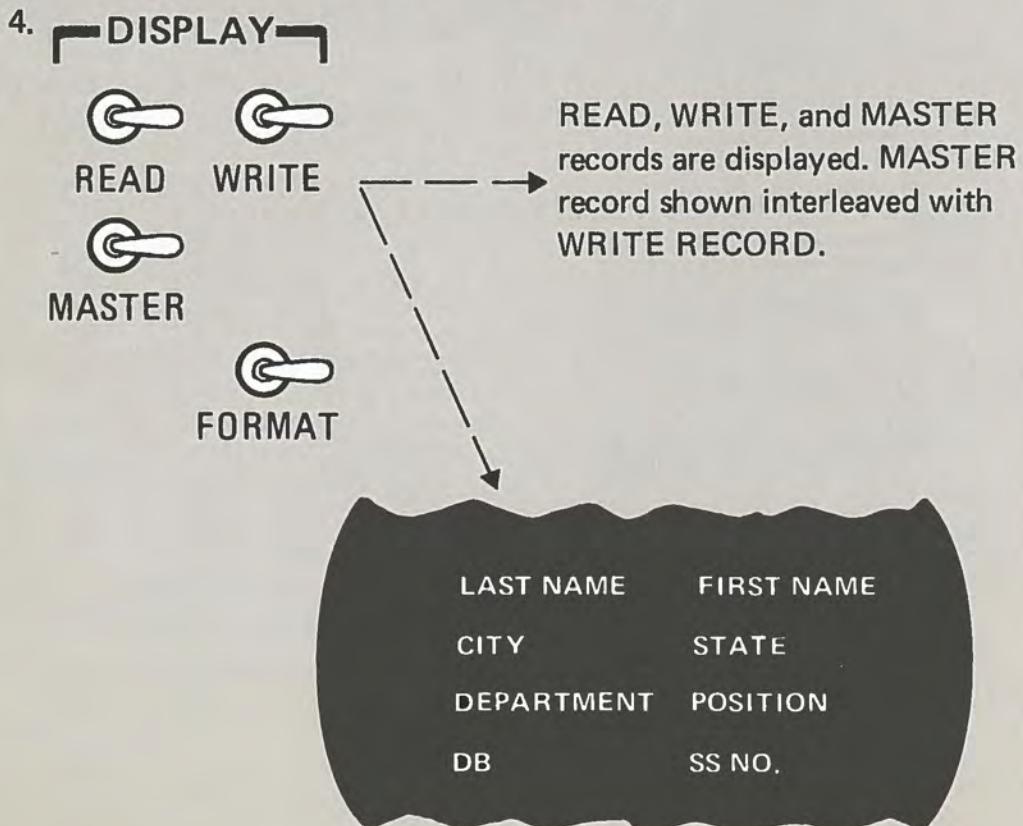 4. DISPLAY
READ WRITE
MASTER
FORMAT
READ, WRITE, and MASTER
records are displayed. MASTER
record shown interleaved with
WRITE RECORD.
LAST NAME FIRST NAME
CITY STATE
DEPARTMENT POSITION
DB SS NO.